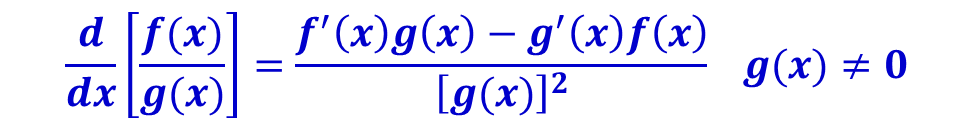 d/dx [f(x)/g(x)] = f′(x)g(x) − g′(x)f(x) / [g(x)]² g(x) ≠ 0